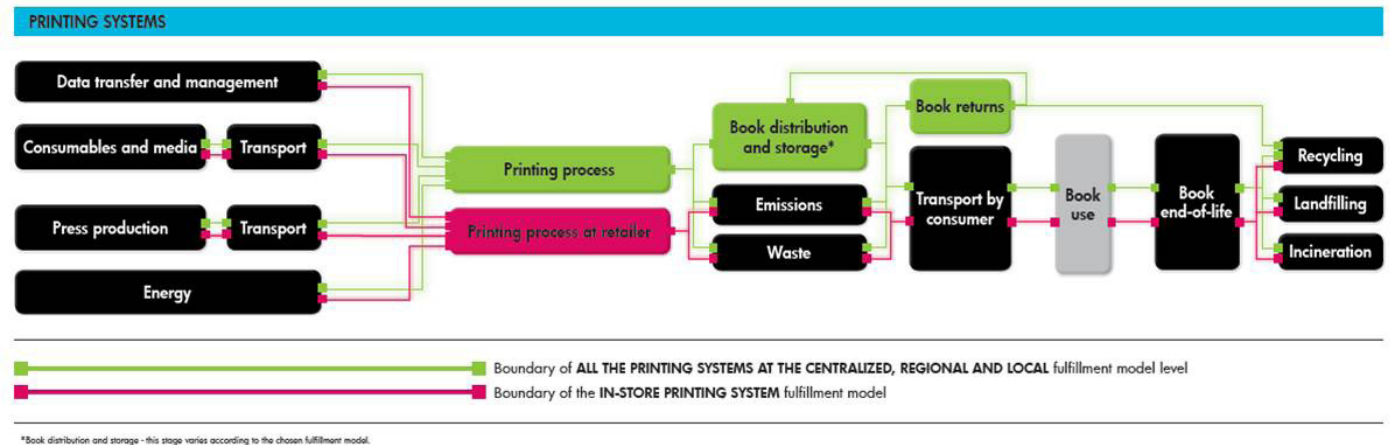 PRINTING SYSTEMS
Data transfer and management
Consumables and media
Transport
Press production
Transport
Energy
Printing process
Printing process at retailer
Book distribution
and storage*
Emissions
Waste
Book returns
Transport by
consumer
Book
use
Book
end-of-life
Recycling
Landfilling
Incineration
Boundary of ALL THE PRINTING SYSTEMS AT THE CENTRALIZED, REGIONAL AND LOCAL fulfillment model level
Boundary of the IN-STORE PRINTING SYSTEM fulfillment model
*Book distribution and storage - this stage varies according to the chosen fulfillment model.